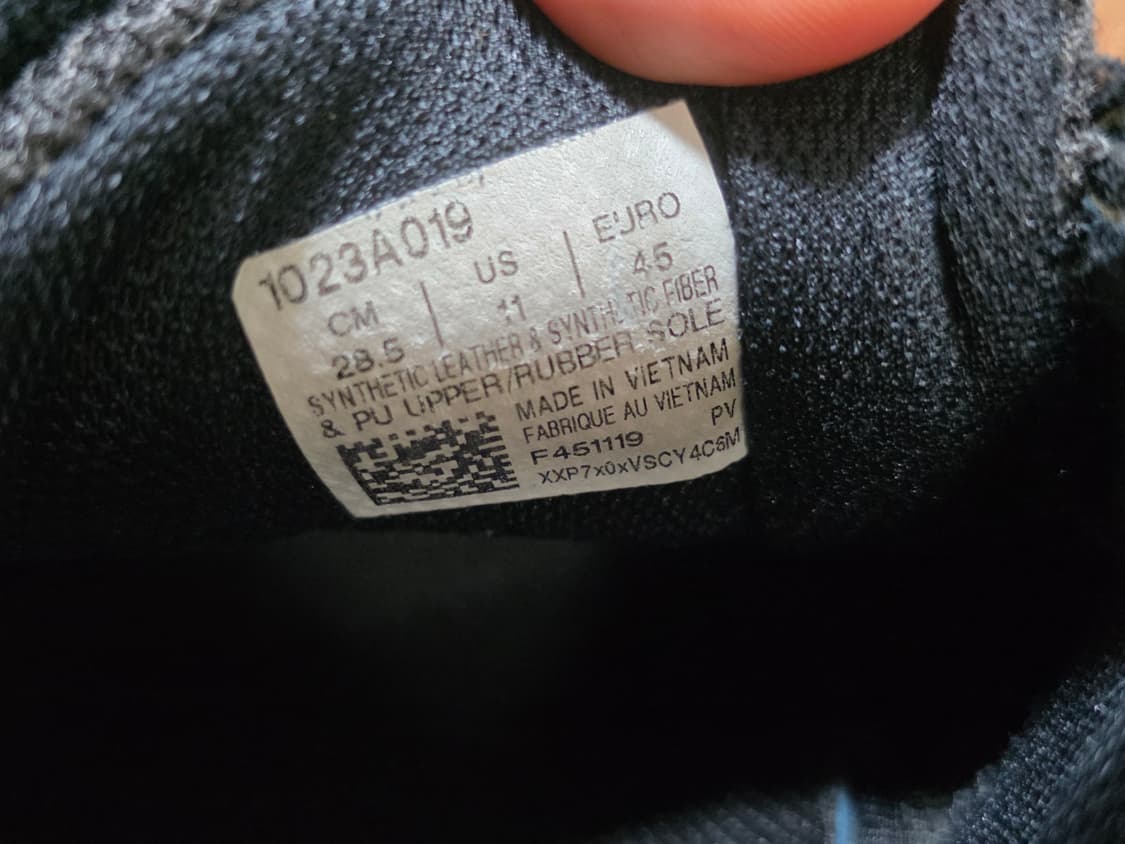 1023A019
CM | US | EURO
28.5 | 11 | 45
SYNTHETIC LEATHER & SYNTHETIC FIBER
& PU UPPER/RUBBER SOLE
MADE IN VIETNAM
FABRIQUE AU VIETNAM
F451119 PV
XXP7x0xVSCY4C6M